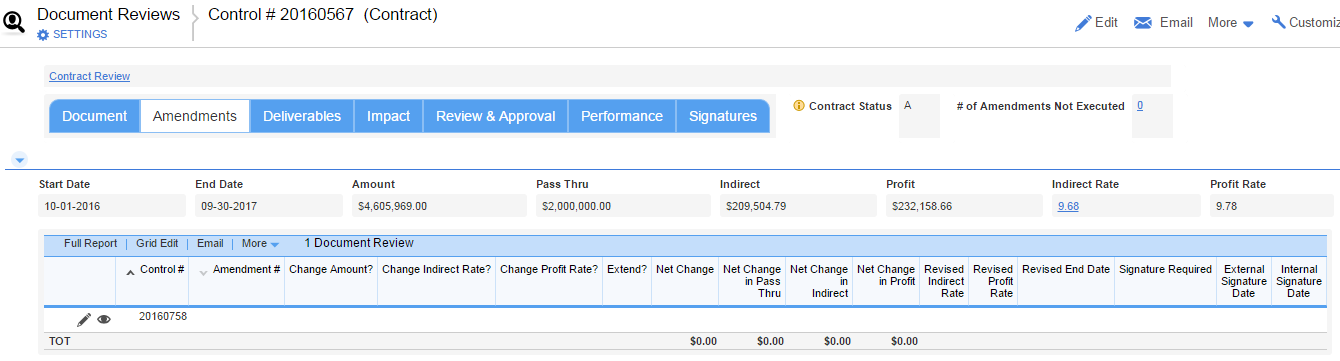 Document Reviews
SETTINGS
Control # 20160567 (Contract)
Edit Email More
Contract Review
Document Amendments Deliverables Impact Review & Approval Performance Signatures
Contract Status A # of Amendments Not Executed 0
Start Date End Date Amount Pass Thru Indirect Profit Indirect Rate Profit Rate
10-01-2016 09-30-2017 $4,605,969.00 $2,000,000.00 $209,504.79 $232,158.66 9.68 9.78
Full Report | Grid Edit | Email | More 1 Document Review
Control # Amendment # Change Amount? Change Indirect Rate? Change Profit Rate? Extend? Net Change Net Change Net Change Net Change Revised Revised Revised End Date Signature Required External Internal
in Pass in in Profit Indirect Profit Signature Signature
Thru Indirect Rate Rate Date Date
20160758
TOT $0.00 $0.00 $0.00 $0.00